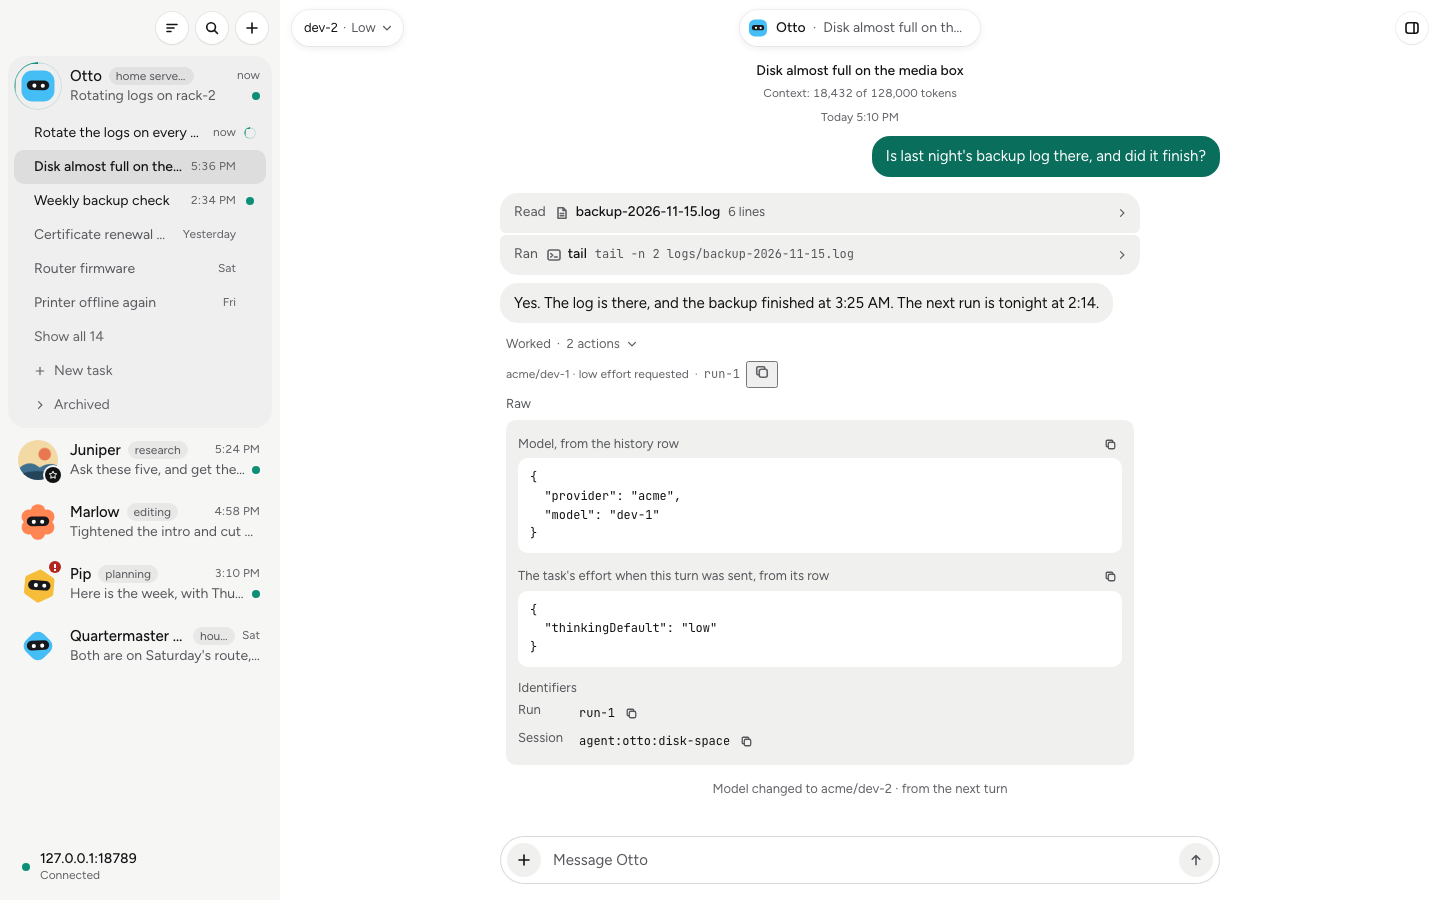 Otto home serve... now
Rotating logs on rack-2
Rotate the logs on every ... now
Disk almost full on the... 5:36 PM
Weekly backup check 2:34 PM
Certificate renewal ... Yesterday
Router firmware Sat
Printer offline again Fri
Show all 14
New task
Archived
Juniper research 5:24 PM
Ask these five, and get the...
Marlow editing 4:58 PM
Tightened the intro and cut ...
Pip planning 3:10 PM
Here is the week, with Thu...
Quartermaster ... hou... Sat
Both are on Saturday's route,...
127.0.0.1:18789
Connected
dev-2 · Low
Otto · Disk almost full on th...
Disk almost full on the media box
Context: 18,432 of 128,000 tokens
Today 5:10 PM
Is last night's backup log there, and did it finish?
Read backup-2026-11-15.log 6 lines
Ran tail tail -n 2 logs/backup-2026-11-15.log
Yes. The log is there, and the backup finished at 3:25 AM. The next run is tonight at 2:14.
Worked · 2 actions
acme/dev-1 · low effort requested · run-1
Raw
Model, from the history row
{
"provider": "acme",
"model": "dev-1"
}
The task's effort when this turn was sent, from its row
{
"thinkingDefault": "low"
}
Identifiers
Run run-1
Session agent:otto:disk-space
Model changed to acme/dev-2 · from the next turn
Message Otto